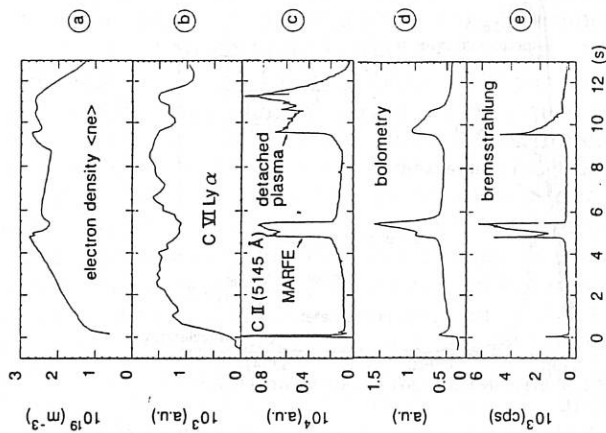 a
b
c
d
e
electron density <ne>
C VI Ly α
C II (5145 Å)
MARFE
detached
plasma
bolometry
bremsstrahlung
3
2
1
0
10¹⁹ (m⁻³)
1
0
10³ (a.u.)
0.8
0.4
0
10⁴ (a.u.)
1.5
0.5
(a.u.)
6
4
2
0
10³ (cps)
0
2
4
6
8
10
12
(s)